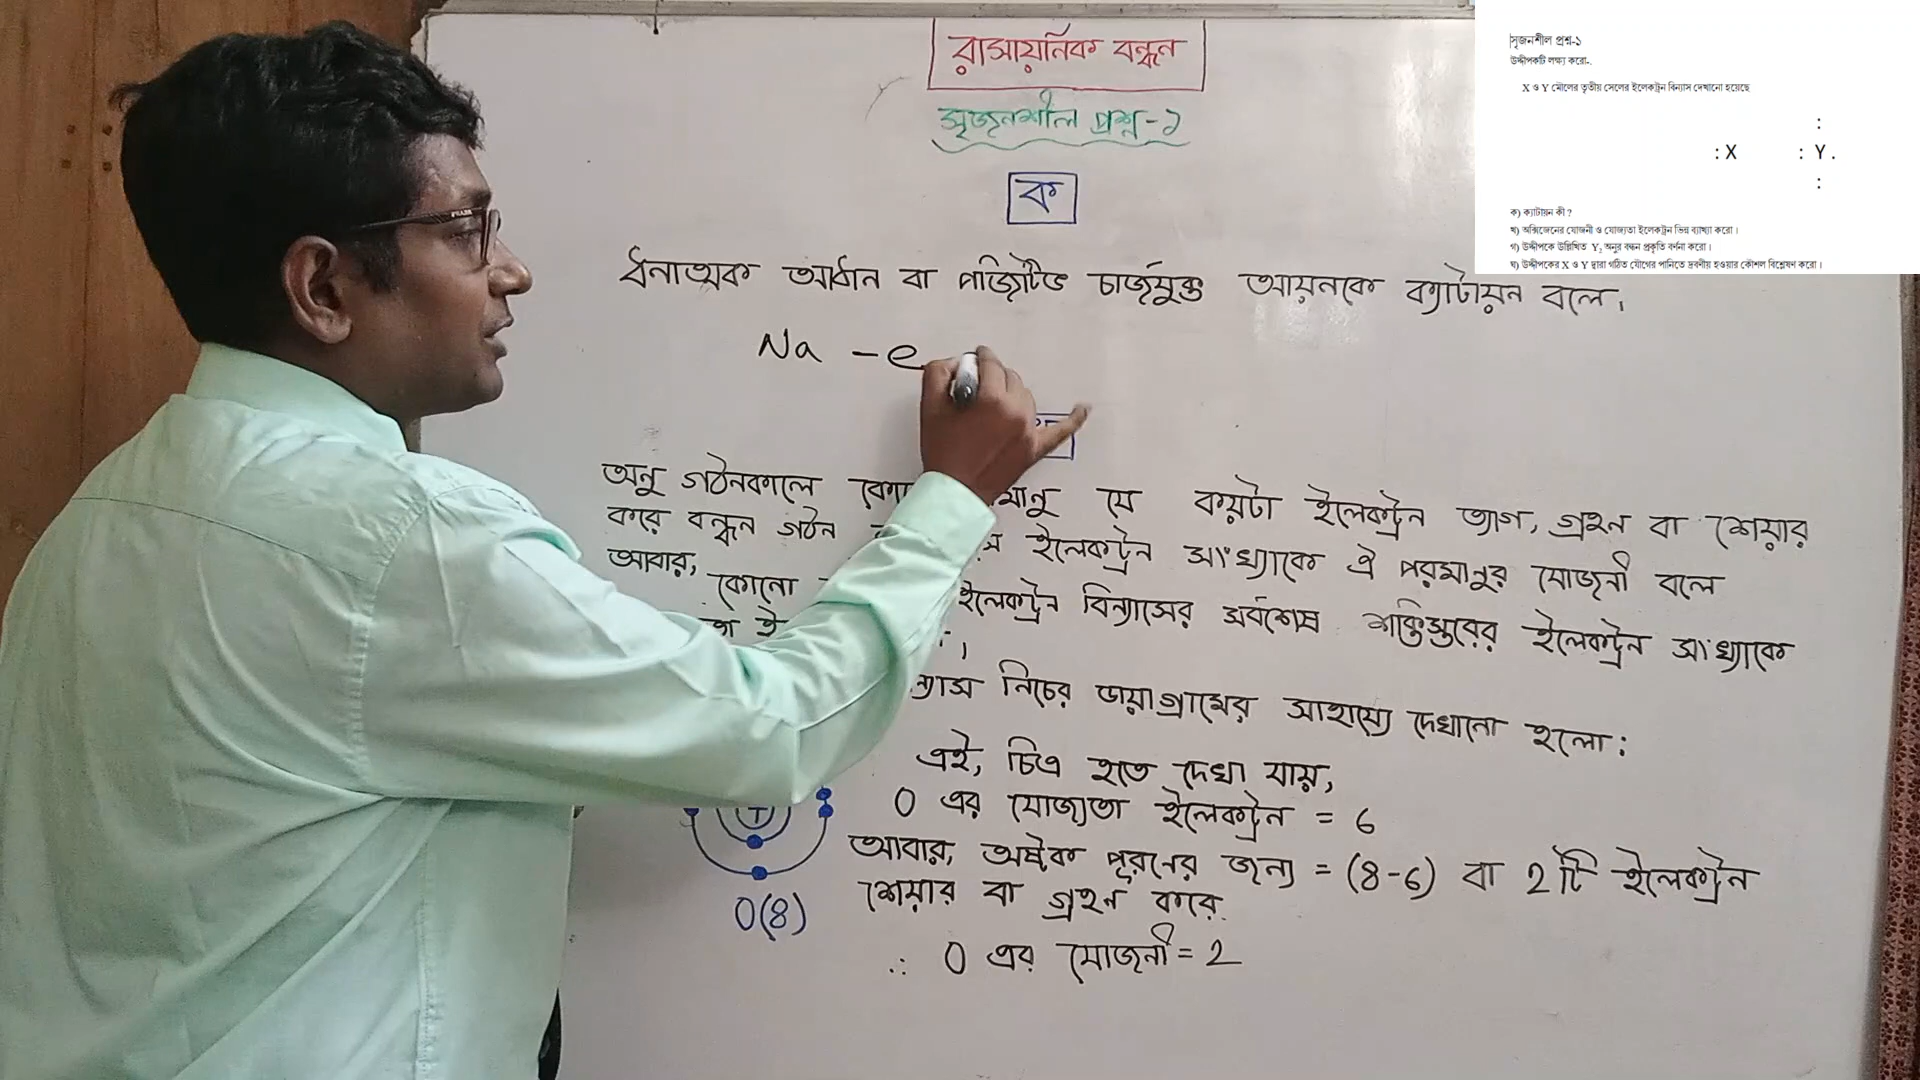 রাসায়নিক বন্ধন
সৃজনশীল প্রশ্ন-১
ক
ধনাত্মক আধান বা পজিটিভ চার্জযুক্ত আয়নকে ক্যাটায়ন বলে।
Na - e
অনু গঠনকালে যে কয়টা ইলেকট্রন ত্যাগ, গ্রহণ বা শেয়ার
করে বন্ধন গঠন ইলেকট্রন সংখ্যাকে ঐ পরমানুর যোজনী বলে
আবার, কোনো ইলেকট্রন বিন্যাসের সর্বশেষ শক্তিস্তরের ইলেকট্রন সংখ্যাকে
নিচের ডায়াগ্রামের সাহায্যে দেখানো হলো:
এই, চিত্র হতে দেখা যায়,
O এর যোজ্যতা ইলেকট্রন = 6
আবার, অষ্টক পূরনের জন্য = (8-6) বা 2টি ইলেকট্রন
শেয়ার বা গ্রহণ করে.
∴ O এর যোজনী = 2
+
O(8)
সৃজনশীল প্রশ্ন-১
উদ্দীপকটি লক্ষ্য করো-.
X ও Y মৌলের তৃতীয় সেলের ইলেকট্রন বিন্যাস দেখানো হয়েছে
:
: X : Y .
:
ক) ক্যাটায়ন কী ?
খ) অক্সিজেনের যোজনী ও যোজ্যতা ইলেকট্রন ভিন্ন ব্যাখ্যা করো।
গ) উদ্দীপকে উল্লিখিত Y₂ অনুর বন্ধন প্রকৃতি বর্ণনা করো।
ঘ) উদ্দীপকের X ও Y দ্বারা গঠিত যৌগের পানিতে দ্রবণীয় হওয়ার কৌশল বিশ্লেষণ করো।